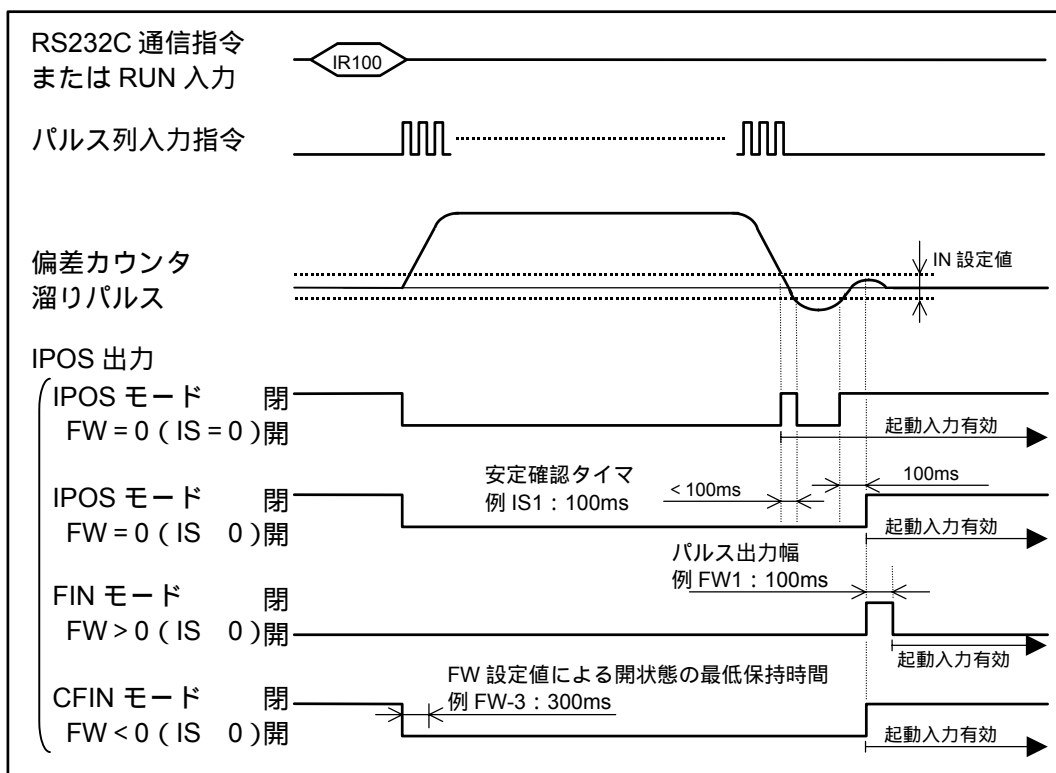 RS232C 通信指令
または RUN 入力
IR100
パルス列入力指令
偏差カウンタ
溜りパルス
IN 設定値
IPOS 出力
IPOS モード 閉
FW = 0 ( IS = 0 ) 開
起動入力有効
安定確認タイマ
例 IS1 : 100ms
< 100ms
100ms
IPOS モード 閉
FW = 0 ( IS 0 ) 開
起動入力有効
パルス出力幅
例 FW1 : 100ms
FIN モード 閉
FW > 0 ( IS 0 ) 開
起動入力有効
FW 設定値による開状態の最低保持時間
例 FW-3 : 300ms
CFIN モード 閉
FW < 0 ( IS 0 ) 開
起動入力有効